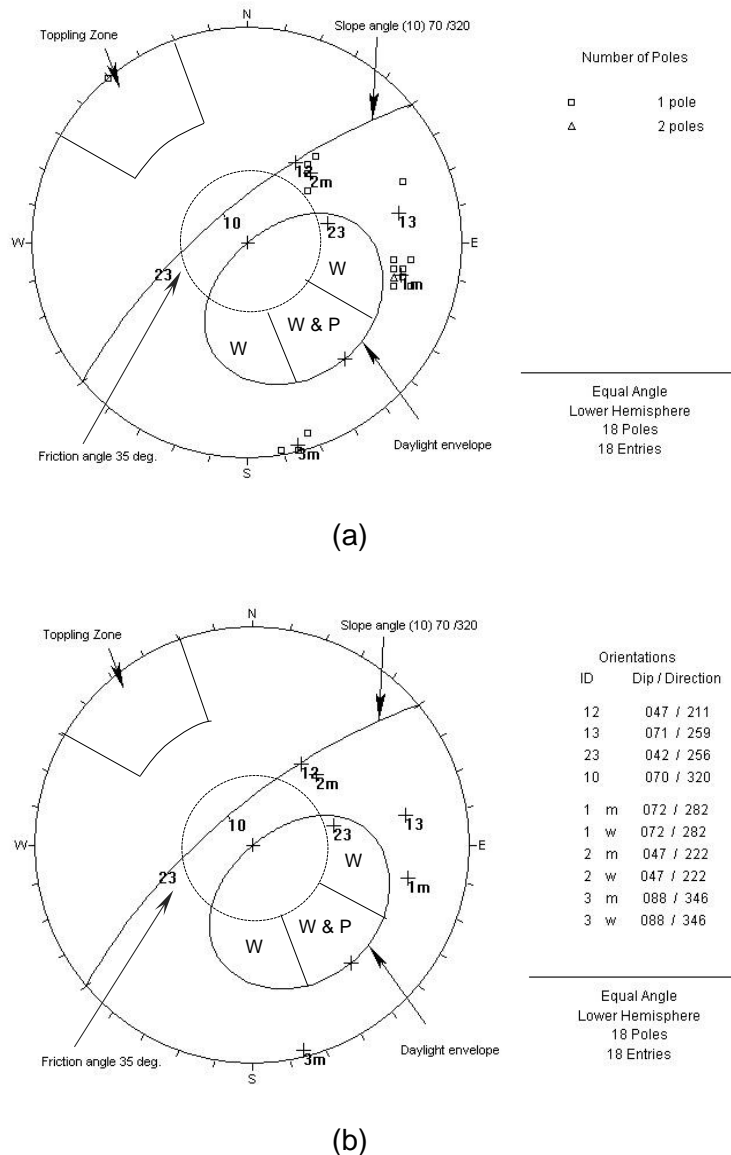 Toppling Zone
N
Slope angle (10) 70 /320
Number of Poles
1 pole
2 poles
12
2m
10
23
13
W
E
W
23
1m
W & P
W
Friction angle 35 deg.
3m
Daylight envelope
S
Equal Angle
Lower Hemisphere
18 Poles
18 Entries
(a)
Toppling Zone
N
Slope angle (10) 70 /320
Orientations
ID Dip / Direction
12 047 / 211
13 071 / 259
23 042 / 256
10 070 / 320
1 m 072 / 282
1 w 072 / 282
2 m 047 / 222
2 w 047 / 222
3 m 088 / 346
3 w 088 / 346
12
2m
10
23
13
W
E
W
23
1m
W & P
W
Friction angle 35 deg.
3m
Daylight envelope
S
Equal Angle
Lower Hemisphere
18 Poles
18 Entries
(b)